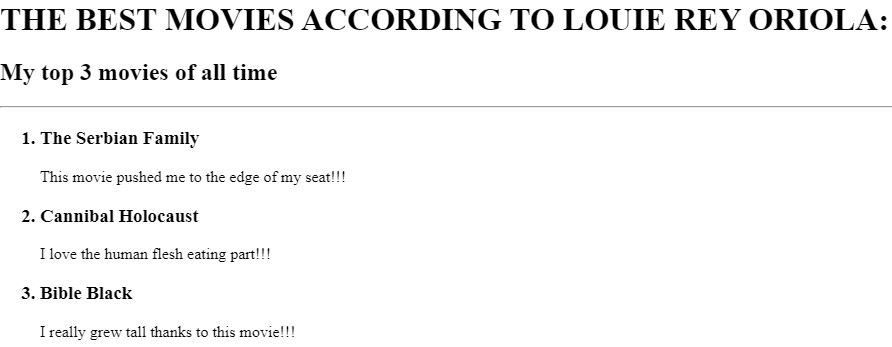 THE BEST MOVIES ACCORDING TO LOUIE REY ORIOLA:
My top 3 movies of all time
1. The Serbian Family
This movie pushed me to the edge of my seat!!!
2. Cannibal Holocaust
I love the human flesh eating part!!!
3. Bible Black
I really grew tall thanks to this movie!!!